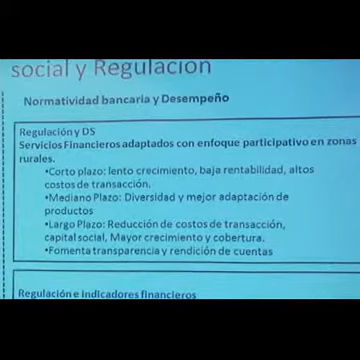 social y Regulación
Normatividad bancaria y Desempeño
Regulación y DS
Servicios Financieros adaptados con enfoque participativo en zonas
rurales.
•Corto plazo: lento crecimiento, baja rentabilidad, altos
costos de transacción.
•Mediano Plazo: Diversidad y mejor adaptación de
productos
•Largo Plazo: Reducción de costos de transacción,
capital social, Mayor crecimiento y cobertura.
•Fomenta transparencia y rendición de cuentas
Regulación e indicadores financieros